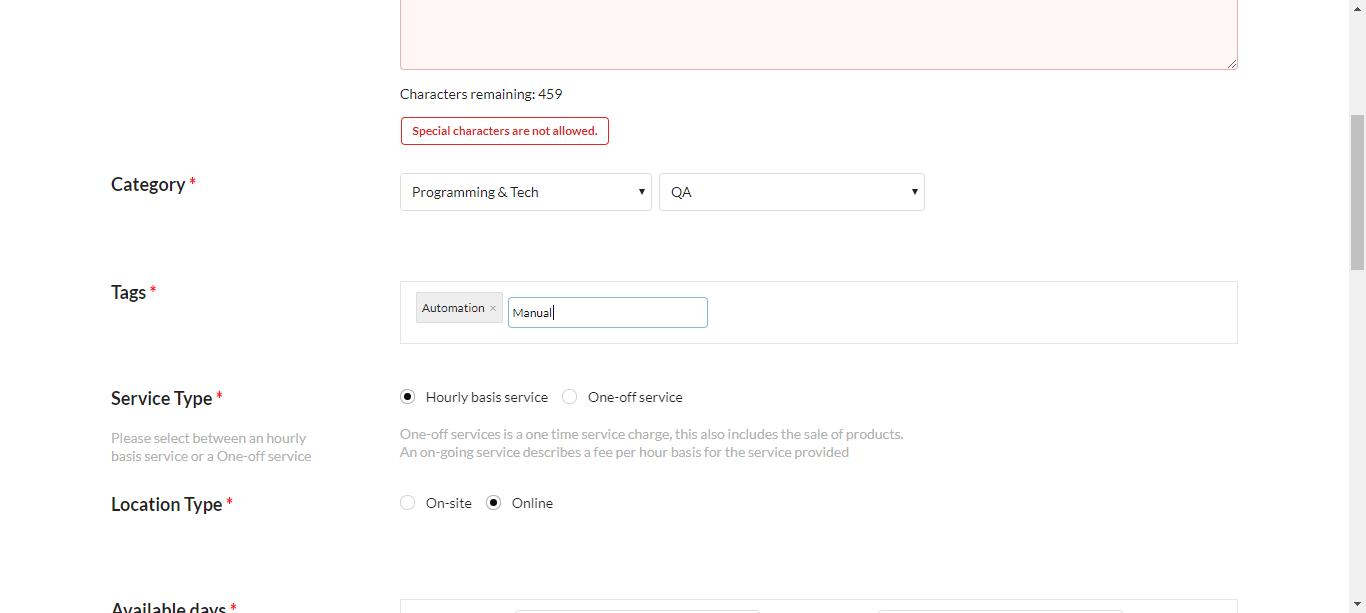 Characters remaining: 459
Special characters are not allowed.
Category *
Programming & Tech
QA
Tags *
Automation ×
Manual
Service Type *
Hourly basis service
One-off service
Please select between an hourly
basis service or a One-off service
One-off services is a one time service charge, this also includes the sale of products.
An on-going service describes a fee per hour basis for the service provided
Location Type *
On-site
Online
Available days *